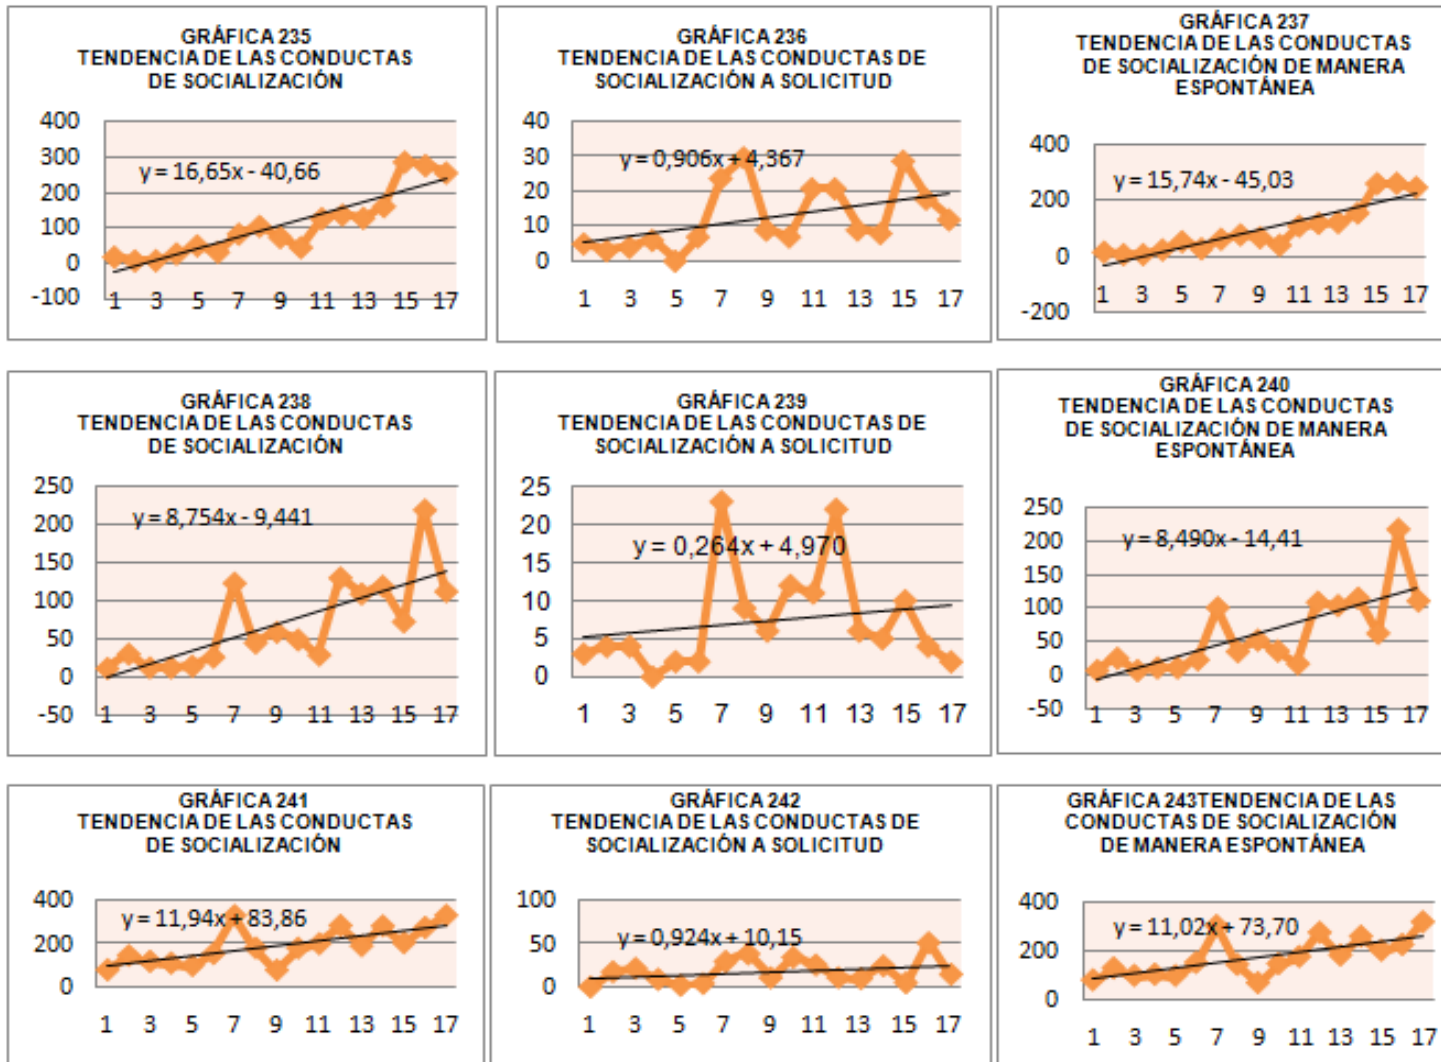 GRÁFICA 235
TENDENCIA DE LAS CONDUCTAS
DE SOCIALIZACIÓN
400
300
200
100
0
-100
y = 16,65x - 40,66
1 3 5 7 9 11 13 15 17
GRÁFICA 236
TENDENCIA DE LAS CONDUCTAS DE
SOCIALIZACIÓN A SOLICITUD
40
30
20
10
0
y = 0,906x + 4,367
1 3 5 7 9 11 13 15 17
GRÁFICA 237
TENDENCIA DE LAS CONDUCTAS
DE SOCIALIZACIÓN DE MANERA
ESPONTÁNEA
400
200
0
-200
y = 15,74x - 45,03
1 3 5 7 9 11 13 15 17
GRÁFICA 238
TENDENCIA DE LAS CONDUCTAS
DE SOCIALIZACIÓN
250
200
150
100
50
0
-50
y = 8,754x - 9,441
1 3 5 7 9 11 13 15 17
GRÁFICA 239
TENDENCIA DE LAS CONDUCTAS DE
SOCIALIZACIÓN A SOLICITUD
25
20
15
10
5
0
y = 0,264x + 4,970
1 3 5 7 9 11 13 15 17
GRÁFICA 240
TENDENCIA DE LAS CONDUCTAS
DE SOCIALIZACIÓN DE MANERA
ESPONTÁNEA
250
200
150
100
50
0
-50
y = 8,490x - 14,41
1 3 5 7 9 11 13 15 17
GRÁFICA 241
TENDENCIA DE LAS CONDUCTAS
DE SOCIALIZACIÓN
400
200
0
y = 11,94x + 83,86
1 3 5 7 9 11 13 15 17
GRÁFICA 242
TENDENCIA DE LAS CONDUCTAS DE
SOCIALIZACIÓN A SOLICITUD
100
50
0
y = 0,924x + 10,15
1 3 5 7 9 11 13 15 17
GRÁFICA 243TENDENCIA DE LAS
CONDUCTAS DE SOCIALIZACIÓN
DE MANERA ESPONTÁNEA
400
200
0
y = 11,02x + 73,70
1 3 5 7 9 11 13 15 17